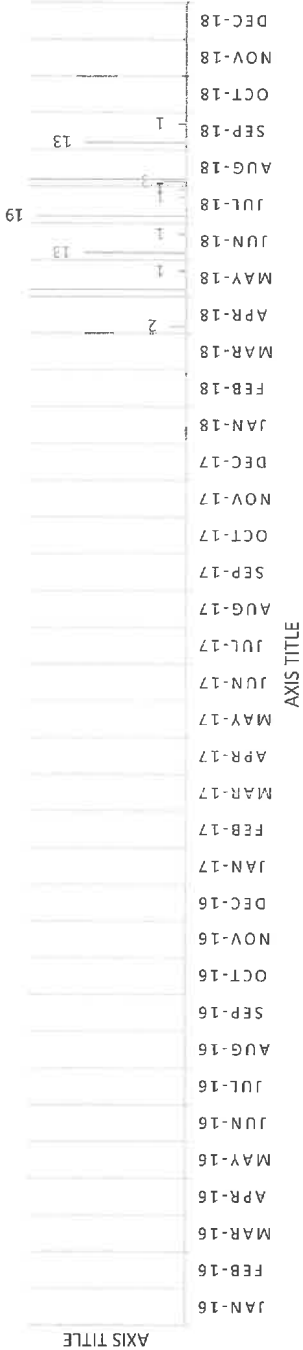 DEC-18
NOV-18
OCT-18
SEP-18
1
13
AUG-18
3
1
1
JUL-18
19
JUN-18
1
13
MAY-18
1
APR-18
2
MAR-18
FEB-18
JAN-18
DEC-17
NOV-17
OCT-17
SEP-17
AUG-17
JUL-17
JUN-17
MAY-17
APR-17
MAR-17
FEB-17
JAN-17
DEC-16
NOV-16
OCT-16
SEP-16
AUG-16
JUL-16
JUN-16
MAY-16
APR-16
MAR-16
FEB-16
JAN-16
AXIS TITLE
AXIS TITLE